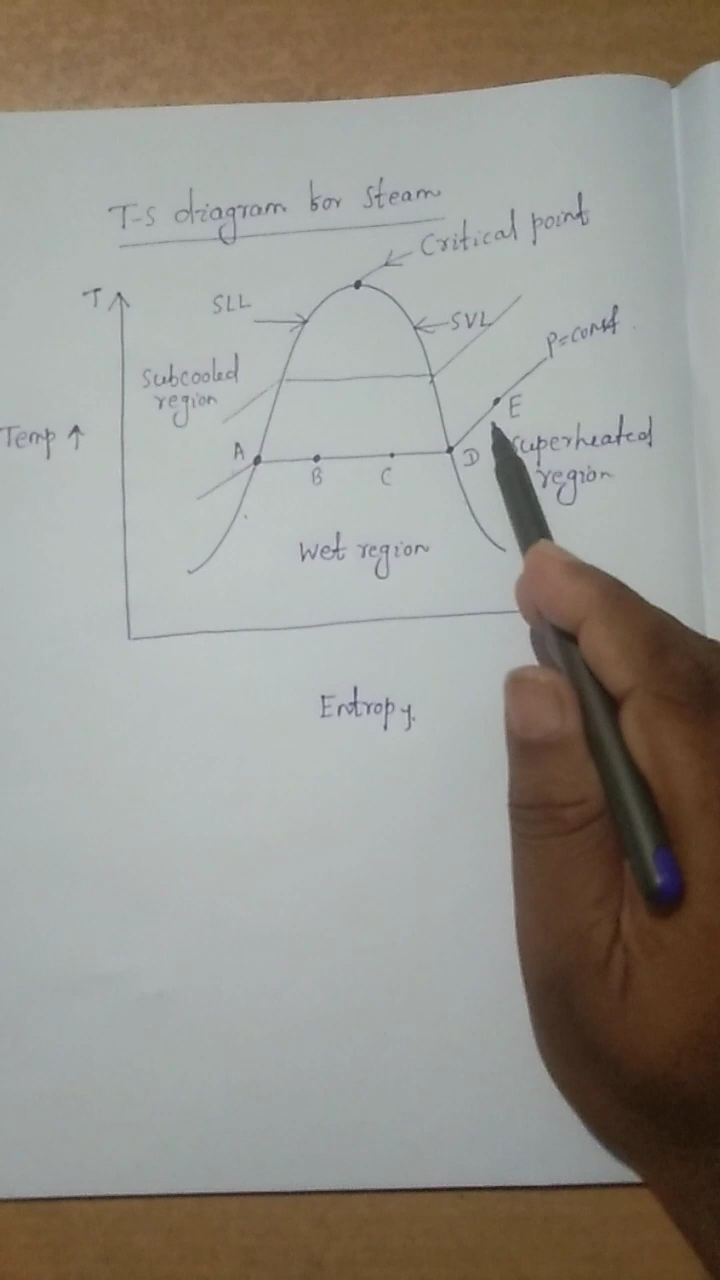 T-S diagram for Steam
Critical point
T
SLL
SVL
P=const.
Subcooled
region
E
Temp ↑
A
B
C
D
superheated
region
Wet region
Entropy